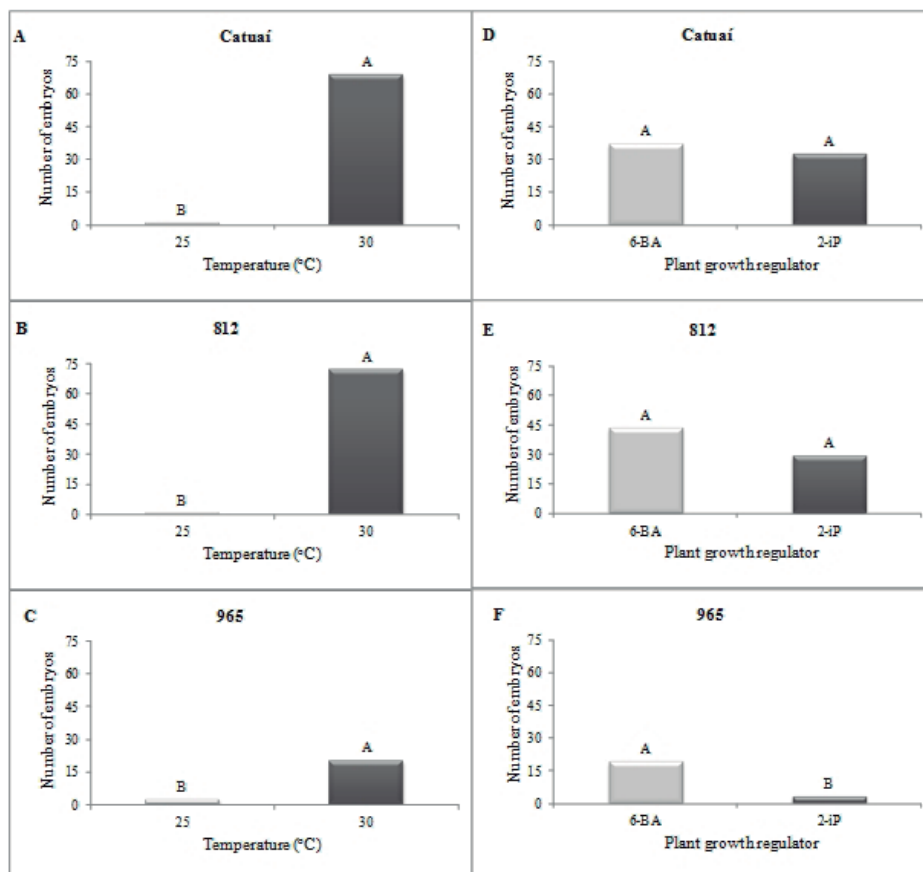 A
Catuaí
Number of embryos
75
60
45
30
15
0
B
A
25
30
Temperature (°C)
D
Catuaí
Number of embryos
75
60
45
30
15
0
A
A
6-BA
2-iP
Plant growth regulator
B
812
Number of embryos
75
60
45
30
15
0
B
A
25
30
Temperature (°C)
E
812
Number of embryos
75
60
45
30
15
0
A
A
6-BA
2-iP
Plant growth regulator
C
965
Number of embryos
75
60
45
30
15
0
B
A
25
30
Temperature (°C)
F
965
Number of embryos
75
60
45
30
15
0
A
B
6-BA
2-iP
Plant growth regulator